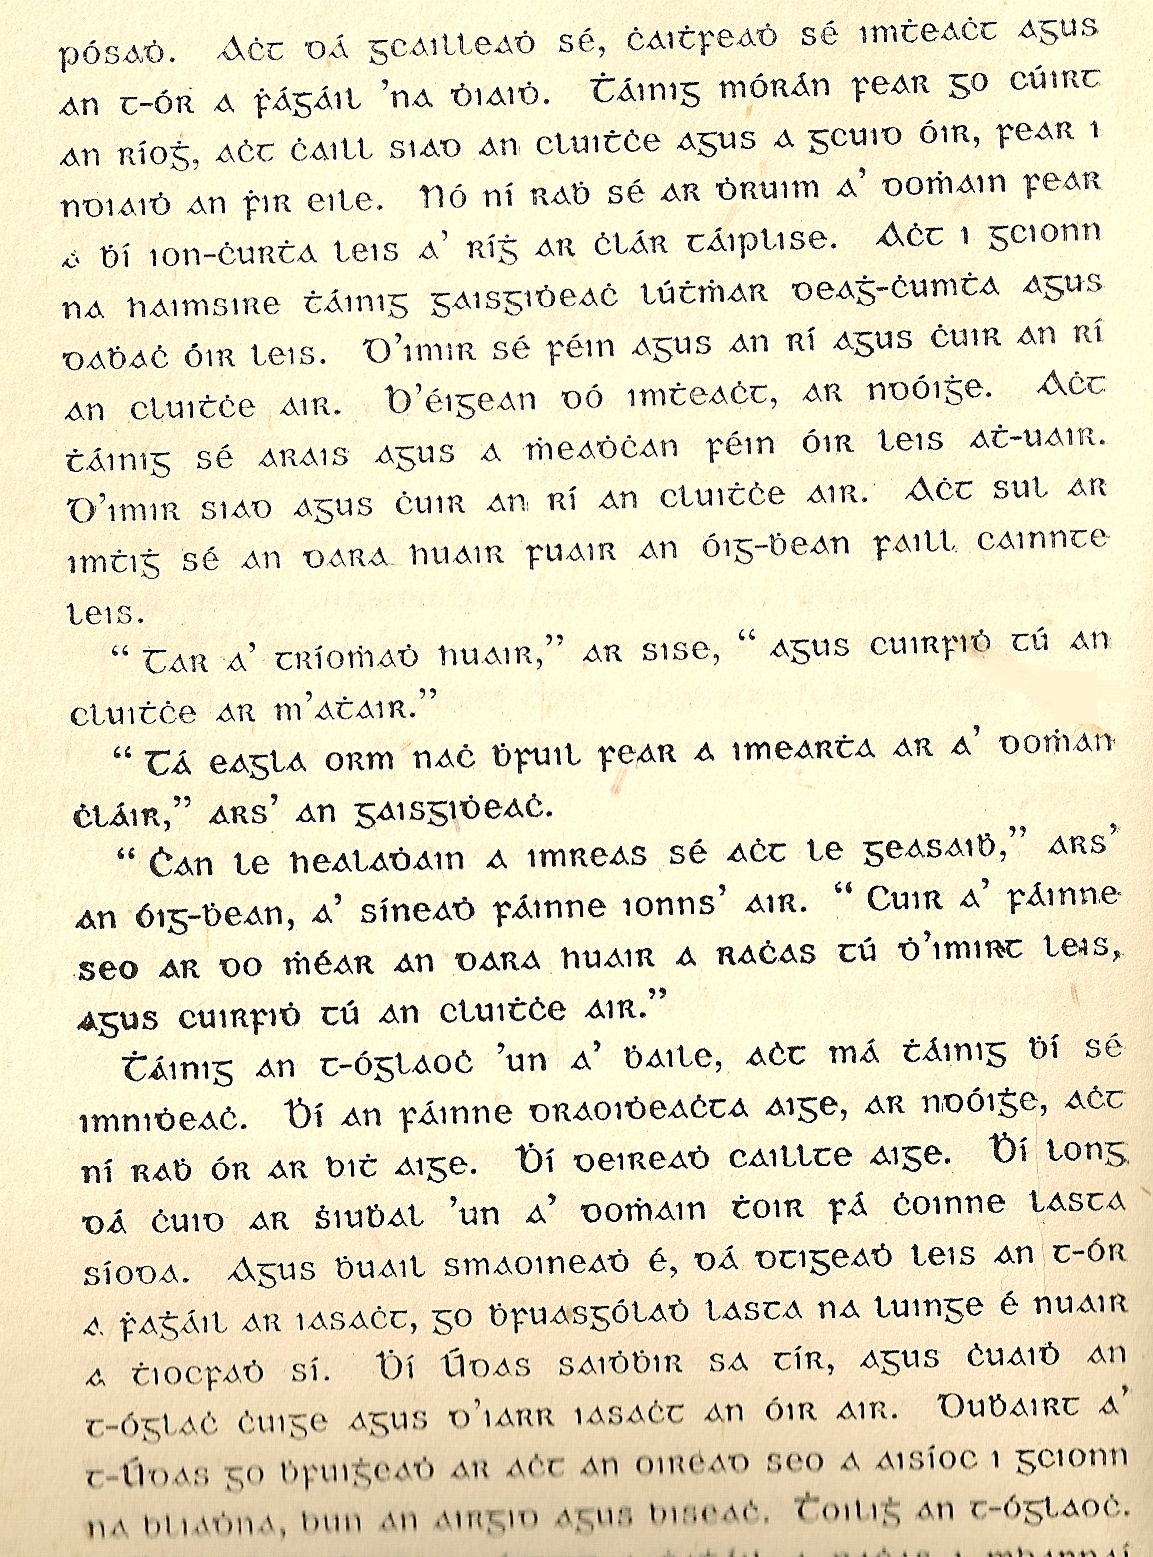 pósaḋ. Aċt dá gcailleaḋ sé, ċaiṫfeaḋ sé imṫeaċt agus
an t-ór a ḟágáil ’na ḋiaiḋ. Ṫáinig mórán fear go cúirt
an ríoġ, aċt ċaill siad an cluiṫċe agus a gcuid óir, fear i
ndiaiḋ an ḟir eile. Nó ní raḃ sé ar ḋruim a’ doṁain fear
a ḃí ion-ċurṫa leis a’ ríġ ar ċlár táiplise. Aċt i gcionn
na haimsire ṫáinig gaisgiḋeaċ lúṫṁar deaġ-ċumṫa agus
daḃaċ óir leis. D’imir sé féin agus an rí agus ċuir an rí
an cluiṫċe air. B’éigean dó imṫeaċt, ar ndóiġe. Aċt
ṫáinig sé arais agus a ṁeaḋċan féin óir leis aṫ-uair.
D’imir siad agus ċuir an rí an cluiṫċe air. Aċt sul ar
imṫiġ sé an dara huair fuair an óig-ḃean faill cainnte
leis.
“ Tar a’ tríoṁaḋ huair,” ar sise, “ agus cuirfiḋ tú an
cluiṫċe ar m’aṫair.”
“ Tá eagla orm naċ ḃfuil fear a imearṫa ar a’ doṁan
ċláir,” ars’ an gaisgiḋeaċ.
“ Ċan le healaḋain a imreas sé aċt le geasaiḃ,” ars’
an óig-ḃean, a’ síneaḋ fáinne ionns’ air. “ Cuir a’ fáinne
seo ar do ṁéar an dara huair a raċas tú ḋ’imirt leis,
agus cuirfiḋ tú an cluiṫċe air.”
Ṫáinig an t-óglaoċ ’un a’ ḃaile, aċt má ṫáinig ḃí sé
imniḋeaċ. Ḃí an fáinne draoiḋeaċta aige, ar ndóiġe, aċt
ní raḃ ór ar biṫ aige. Ḃí deireaḋ caillte aige. Ḃí long
dá ċuid ar ṡiuḃal ’un a’ doṁain ṫoir fá ċoinne lasta
síoda. Agus ḃuail smaoineaḋ é, dá dtigeaḋ leis an t-ór
a ḟaġáil ar iasaċt, go ḃfuasgólaḋ lasta na luinge é nuair
a ṫiocfaḋ sí. Ḃí Údas saiḋḃir sa tír, agus ċuaiḋ an
t-óglaċ ċuige agus d’iarr iasaċt an óir air. Duḃairt a’
t-Údas go ḃfuiġeaḋ ar aċt an oiread seo a aisíoc i gcionn
na bliaḋna, bun an airgid agus biseaċ. Ṫoiliġ an t-óglaoċ.